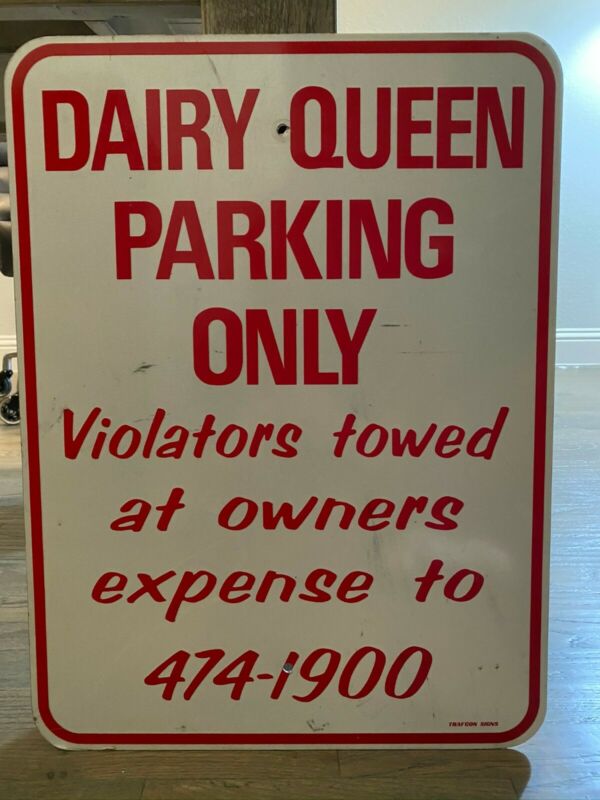 DAIRY QUEEN
PARKING
ONLY
Violators towed
at owners
expense to
474-1900
TRAFCON SIGNS